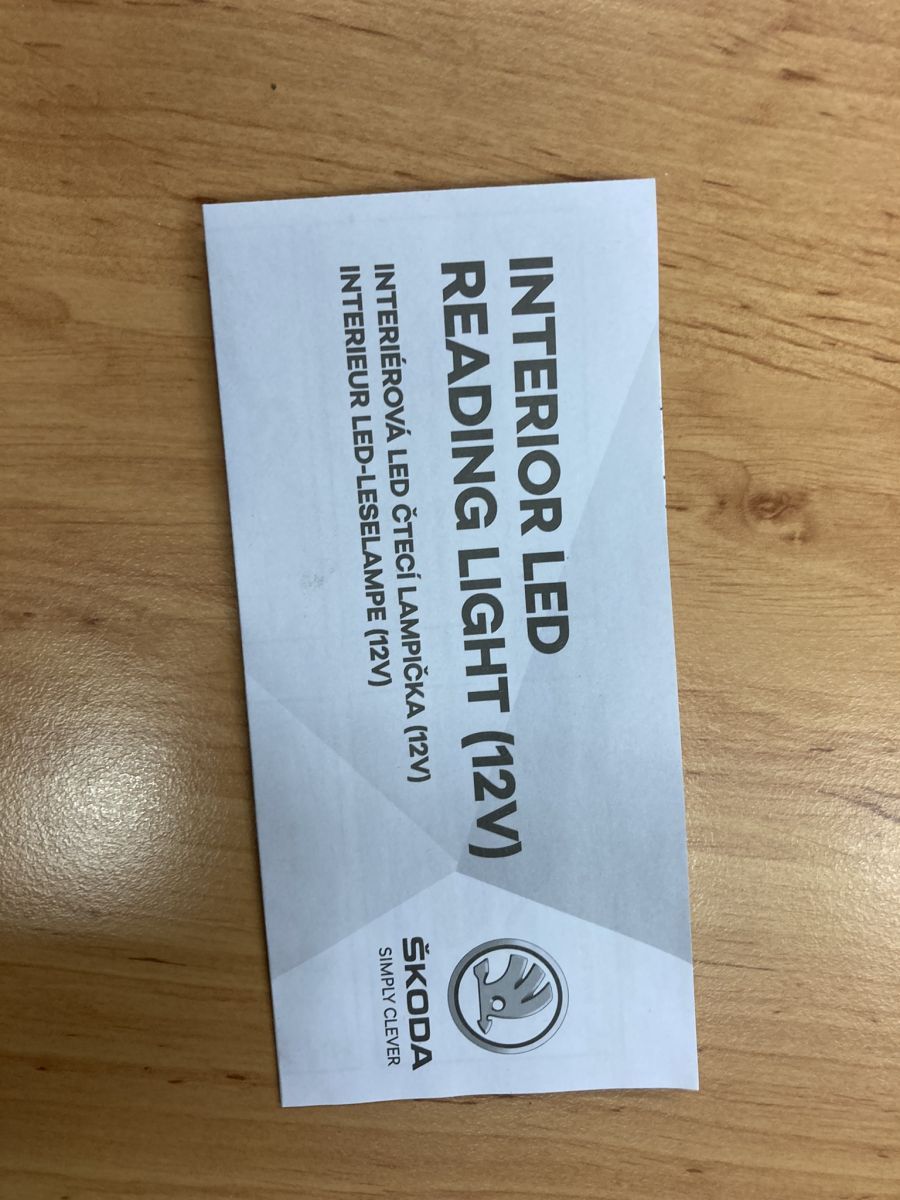 INTERIOR LED
READING LIGHT (12V)
INTERIÉROVÁ LED ČTECÍ LAMPIČKA (12V)
INTERIEUR LED-LESELAMPE (12V)
ŠKODA
SIMPLY CLEVER